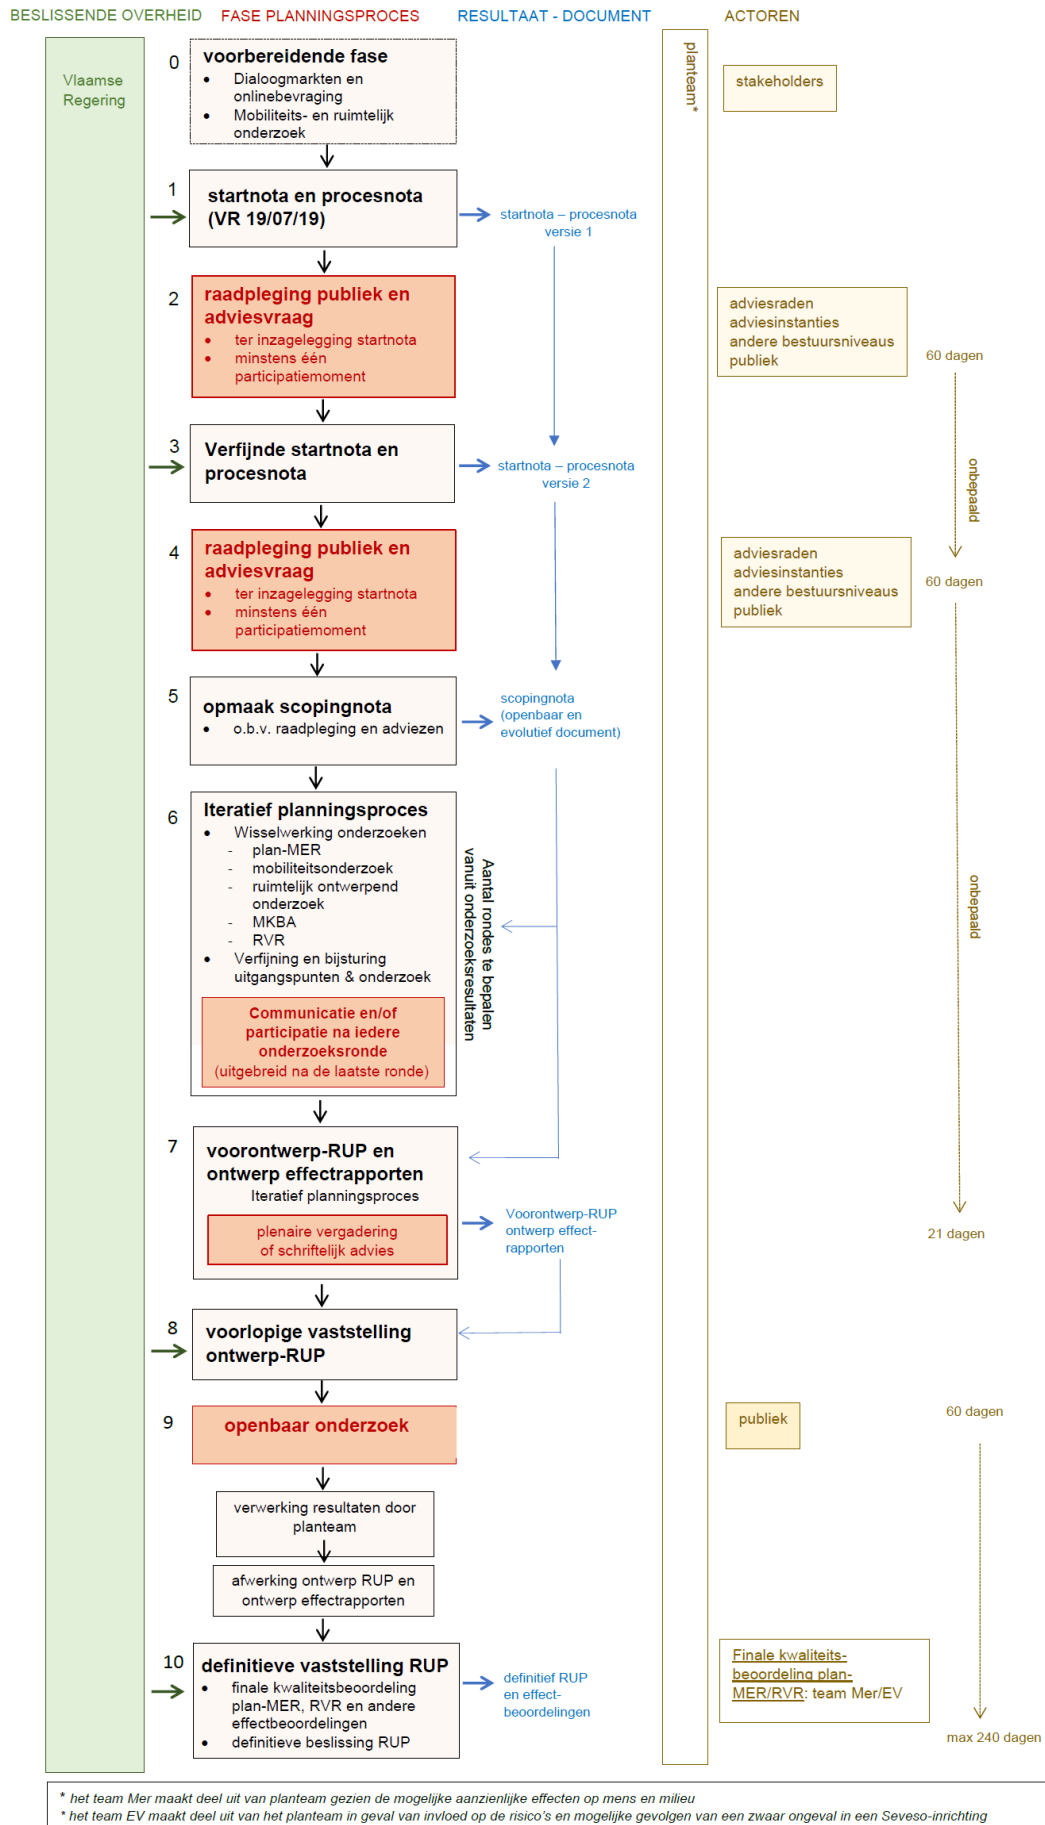 BESLISSENDE OVERHEID FASE PLANNINGSPROCES RESULTAAT - DOCUMENT ACTOREN
Vlaamse
Regering
planteam*
0
voorbereidende fase
• Dialoogmarkten en
onlinebevraging
• Mobiliteits- en ruimtelijk
onderzoek
stakeholders
1
startnota en procesnota
(VR 19/07/19)
startnota – procesnota
versie 1
2
raadpleging publiek en
adviesvraag
• ter inzagelegging startnota
• minstens één
participatiemoment
adviesraden
adviesinstanties
andere bestuursniveaus
publiek
60 dagen
onbepaald
3
Verfijnde startnota en
procesnota
startnota – procesnota
versie 2
4
raadpleging publiek en
adviesvraag
• ter inzagelegging startnota
• minstens één
participatiemoment
adviesraden
adviesinstanties
andere bestuursniveaus
publiek
60 dagen
onbepaald
5
opmaak scopingnota
• o.b.v. raadpleging en adviezen
scopingnota
(openbaar en
evolutief document)
6
Iteratief planningsproces
• Wisselwerking onderzoeken
- plan-MER
- mobiliteitsonderzoek
- ruimtelijk ontwerpend
onderzoek
- MKBA
- RVR
• Verfijning en bijsturing
uitgangspunten & onderzoek
Communicatie en/of
participatie na iedere
onderzoeksronde
(uitgebreid na de laatste ronde)
Aantal rondes te bepalen
vanuit onderzoeksresultaten
7
voorontwerp-RUP en
ontwerp effectrapporten
Iteratief planningsproces
plenaire vergadering
of schriftelijk advies
Voorontwerp-RUP
ontwerp effect-
rapporten
21 dagen
8
voorlopige vaststelling
ontwerp-RUP
9
openbaar onderzoek
publiek
60 dagen
verwerking resultaten door
planteam
afwerking ontwerp RUP en
ontwerp effectrapporten
10
definitieve vaststelling RUP
• finale kwaliteitsbeoordeling
plan-MER, RVR en andere
effectbeoordelingen
• definitieve beslissing RUP
definitief RUP
en effect-
beoordelingen
Finale kwaliteits-
beoordeling plan-
MER/RVR: team Mer/EV
max 240 dagen
* het team Mer maakt deel uit van planteam gezien de mogelijke aanzienlijke effecten op mens en milieu
* het team EV maakt deel uit van het planteam in geval van invloed op de risico's en mogelijke gevolgen van een zwaar ongeval in een Seveso-inrichting